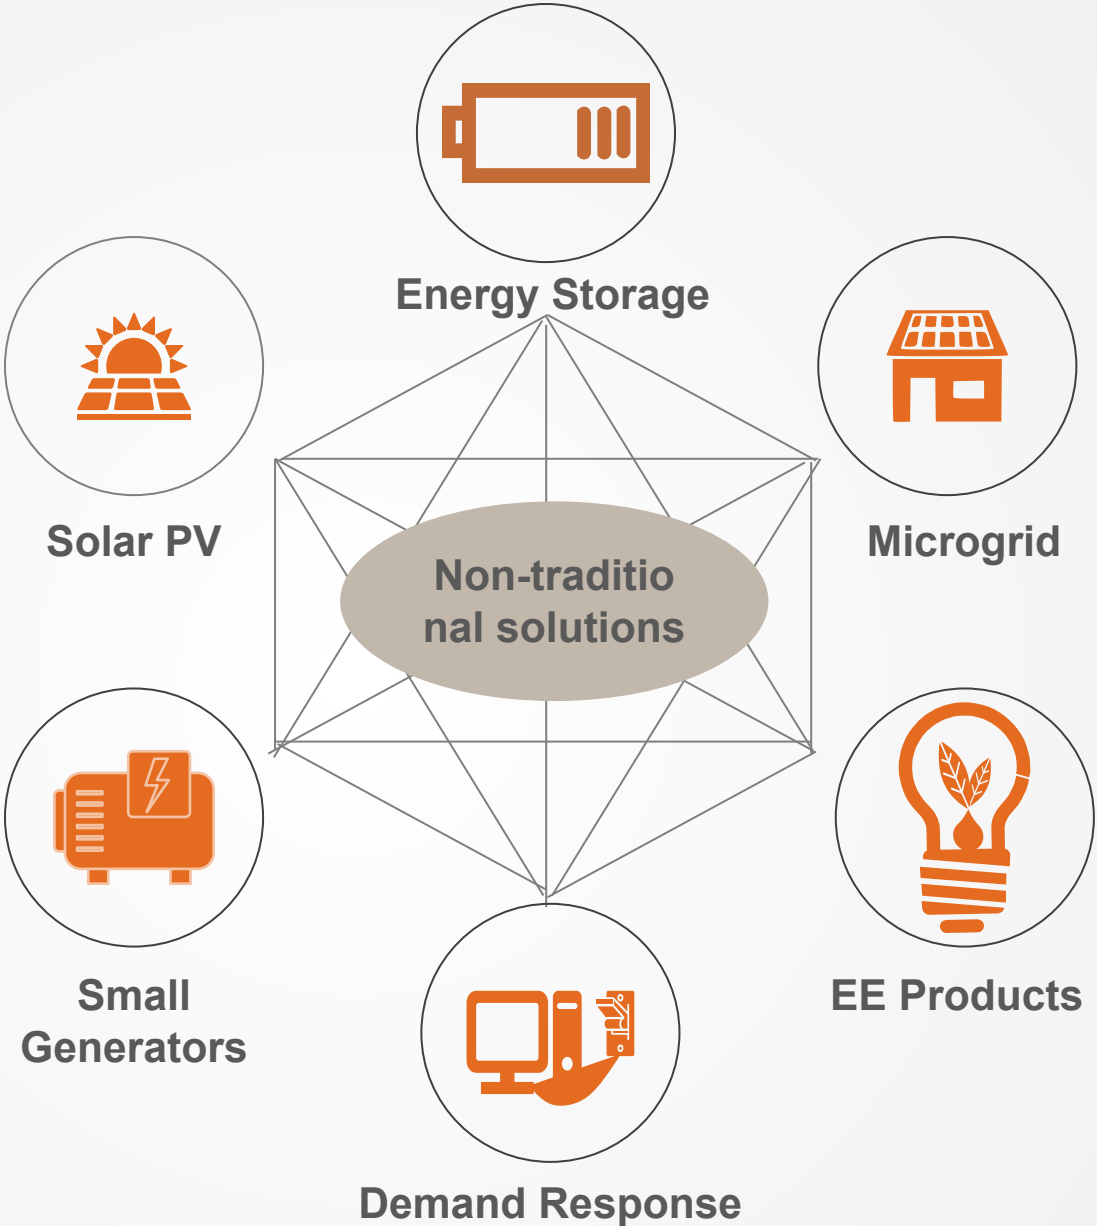 Energy Storage
Solar PV
Microgrid
Non-traditio
nal solutions
Small
Generators
EE Products
Demand Response